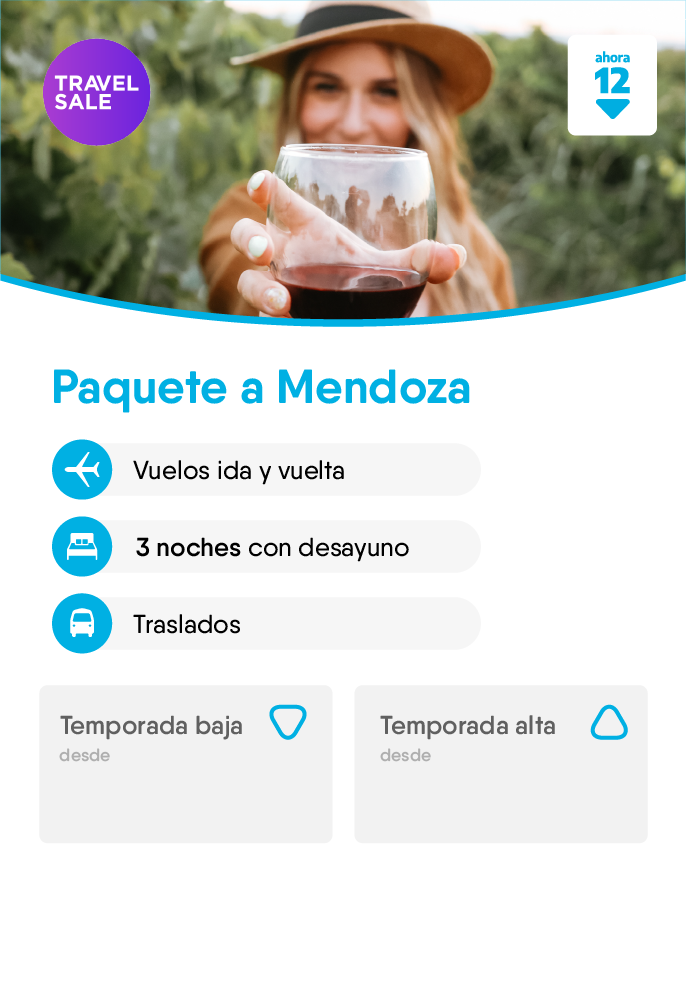 TRAVEL
SALE
ahora
12
Paquete a Mendoza
Vuelos ida y vuelta
3 noches con desayuno
Traslados
Temporada baja
desde
Temporada alta
desde